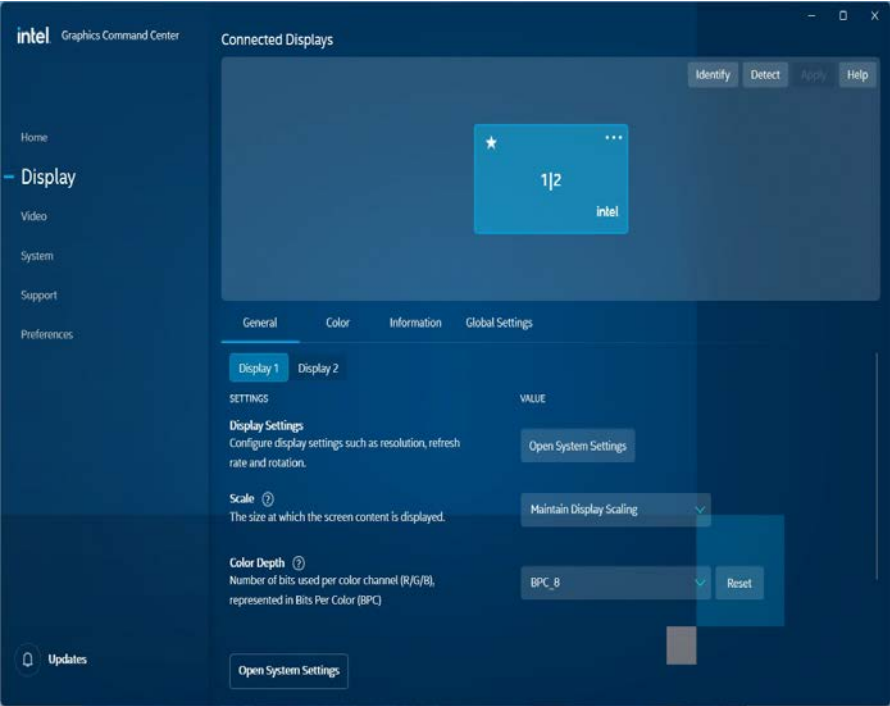 intel. Graphics Command Center
Connected Displays
Identify
Detect
Apply
Help
1|2
intel
Home
Display
Video
System
Support
Preferences
General
Color
Information
Global Settings
Display 1
Display 2
SETTINGS
VALUE
Display Settings
Configure display settings such as resolution, refresh
rate and rotation.
Open System Settings
Scale ?
The size at which the screen content is displayed.
Maintain Display Scaling
Color Depth ?
Number of bits used per color channel (R/G/B),
represented in Bits Per Color (BPC)
BPC_8
Reset
Updates
Open System Settings